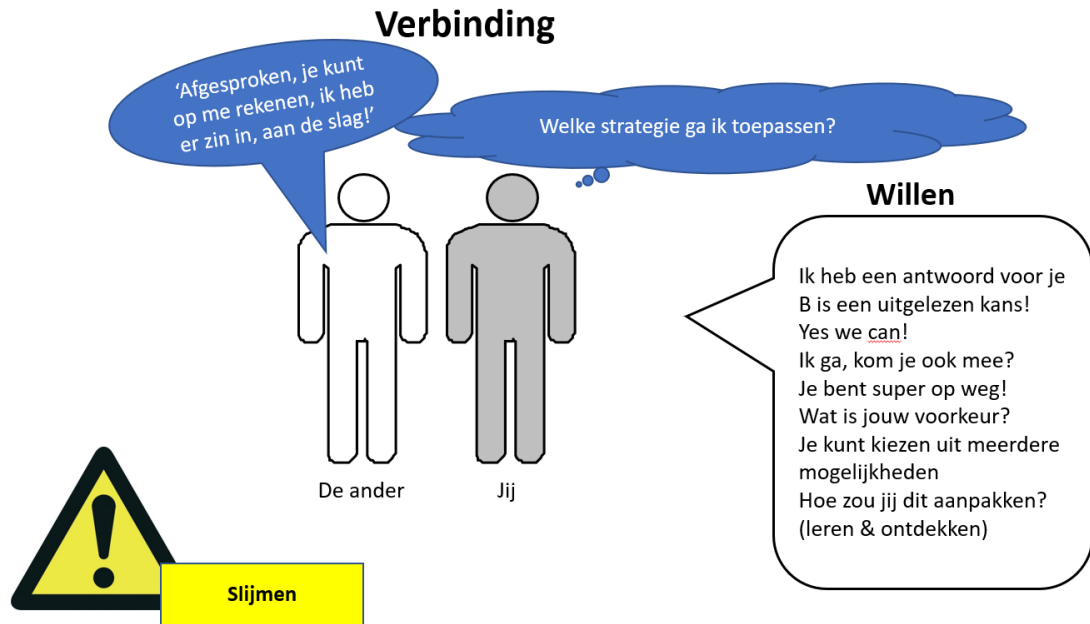 Verbinding
‘Afgesproken, je kunt
op me rekenen, ik heb
er zin in, aan de slag!’
Welke strategie ga ik toepassen?
Willen
Ik heb een antwoord voor je
B is een uitgelezen kans!
Yes we can!
Ik ga, kom je ook mee?
Je bent super op weg!
Wat is jouw voorkeur?
Je kunt kiezen uit meerdere
mogelijkheden
Hoe zou jij dit aanpakken?
(leren & ontdekken)
De ander
Jij
Slijmen